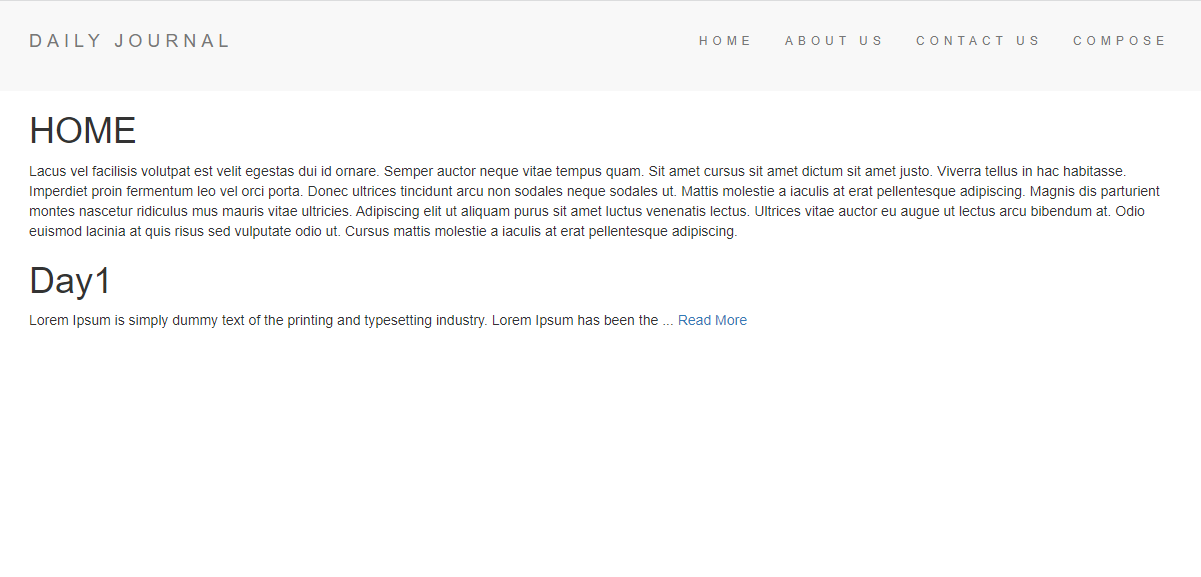 DAILY JOURNAL HOME ABOUT US CONTACT US COMPOSE
HOME
Lacus vel facilisis volutpat est velit egestas dui id ornare. Semper auctor neque vitae tempus quam. Sit amet cursus sit amet dictum sit amet justo. Viverra tellus in hac habitasse.
Imperdiet proin fermentum leo vel orci porta. Donec ultrices tincidunt arcu non sodales neque sodales ut. Mattis molestie a iaculis at erat pellentesque adipiscing. Magnis dis parturient
montes nascetur ridiculus mus mauris vitae ultricies. Adipiscing elit ut aliquam purus sit amet luctus venenatis lectus. Ultrices vitae auctor eu augue ut lectus arcu bibendum at. Odio
euismod lacinia at quis risus sed vulputate odio ut. Cursus mattis molestie a iaculis at erat pellentesque adipiscing.
Day1
Lorem Ipsum is simply dummy text of the printing and typesetting industry. Lorem Ipsum has been the ... Read More